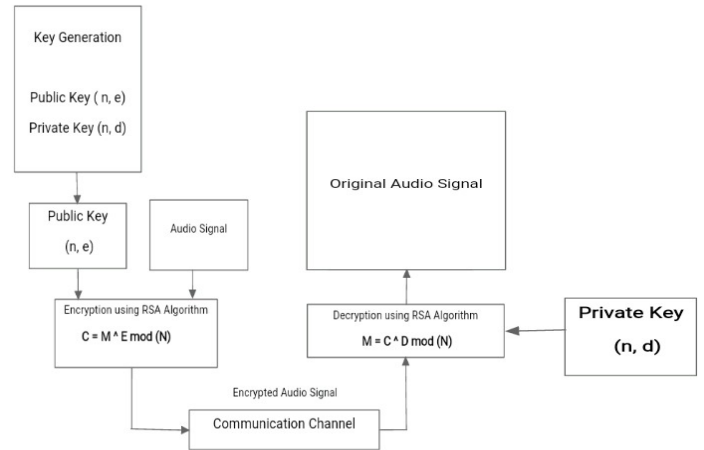 Key Generation
Public Key ( n, e)
Private Key (n, d)
Public Key
(n, e)
Audio Signal
Encryption using RSA Algorithm
C = M ^ E mod (N)
Encrypted Audio Signal
Communication Channel
Original Audio Signal
Decryption using RSA Algorithm
M = C ^ D mod (N)
Private Key
(n, d)